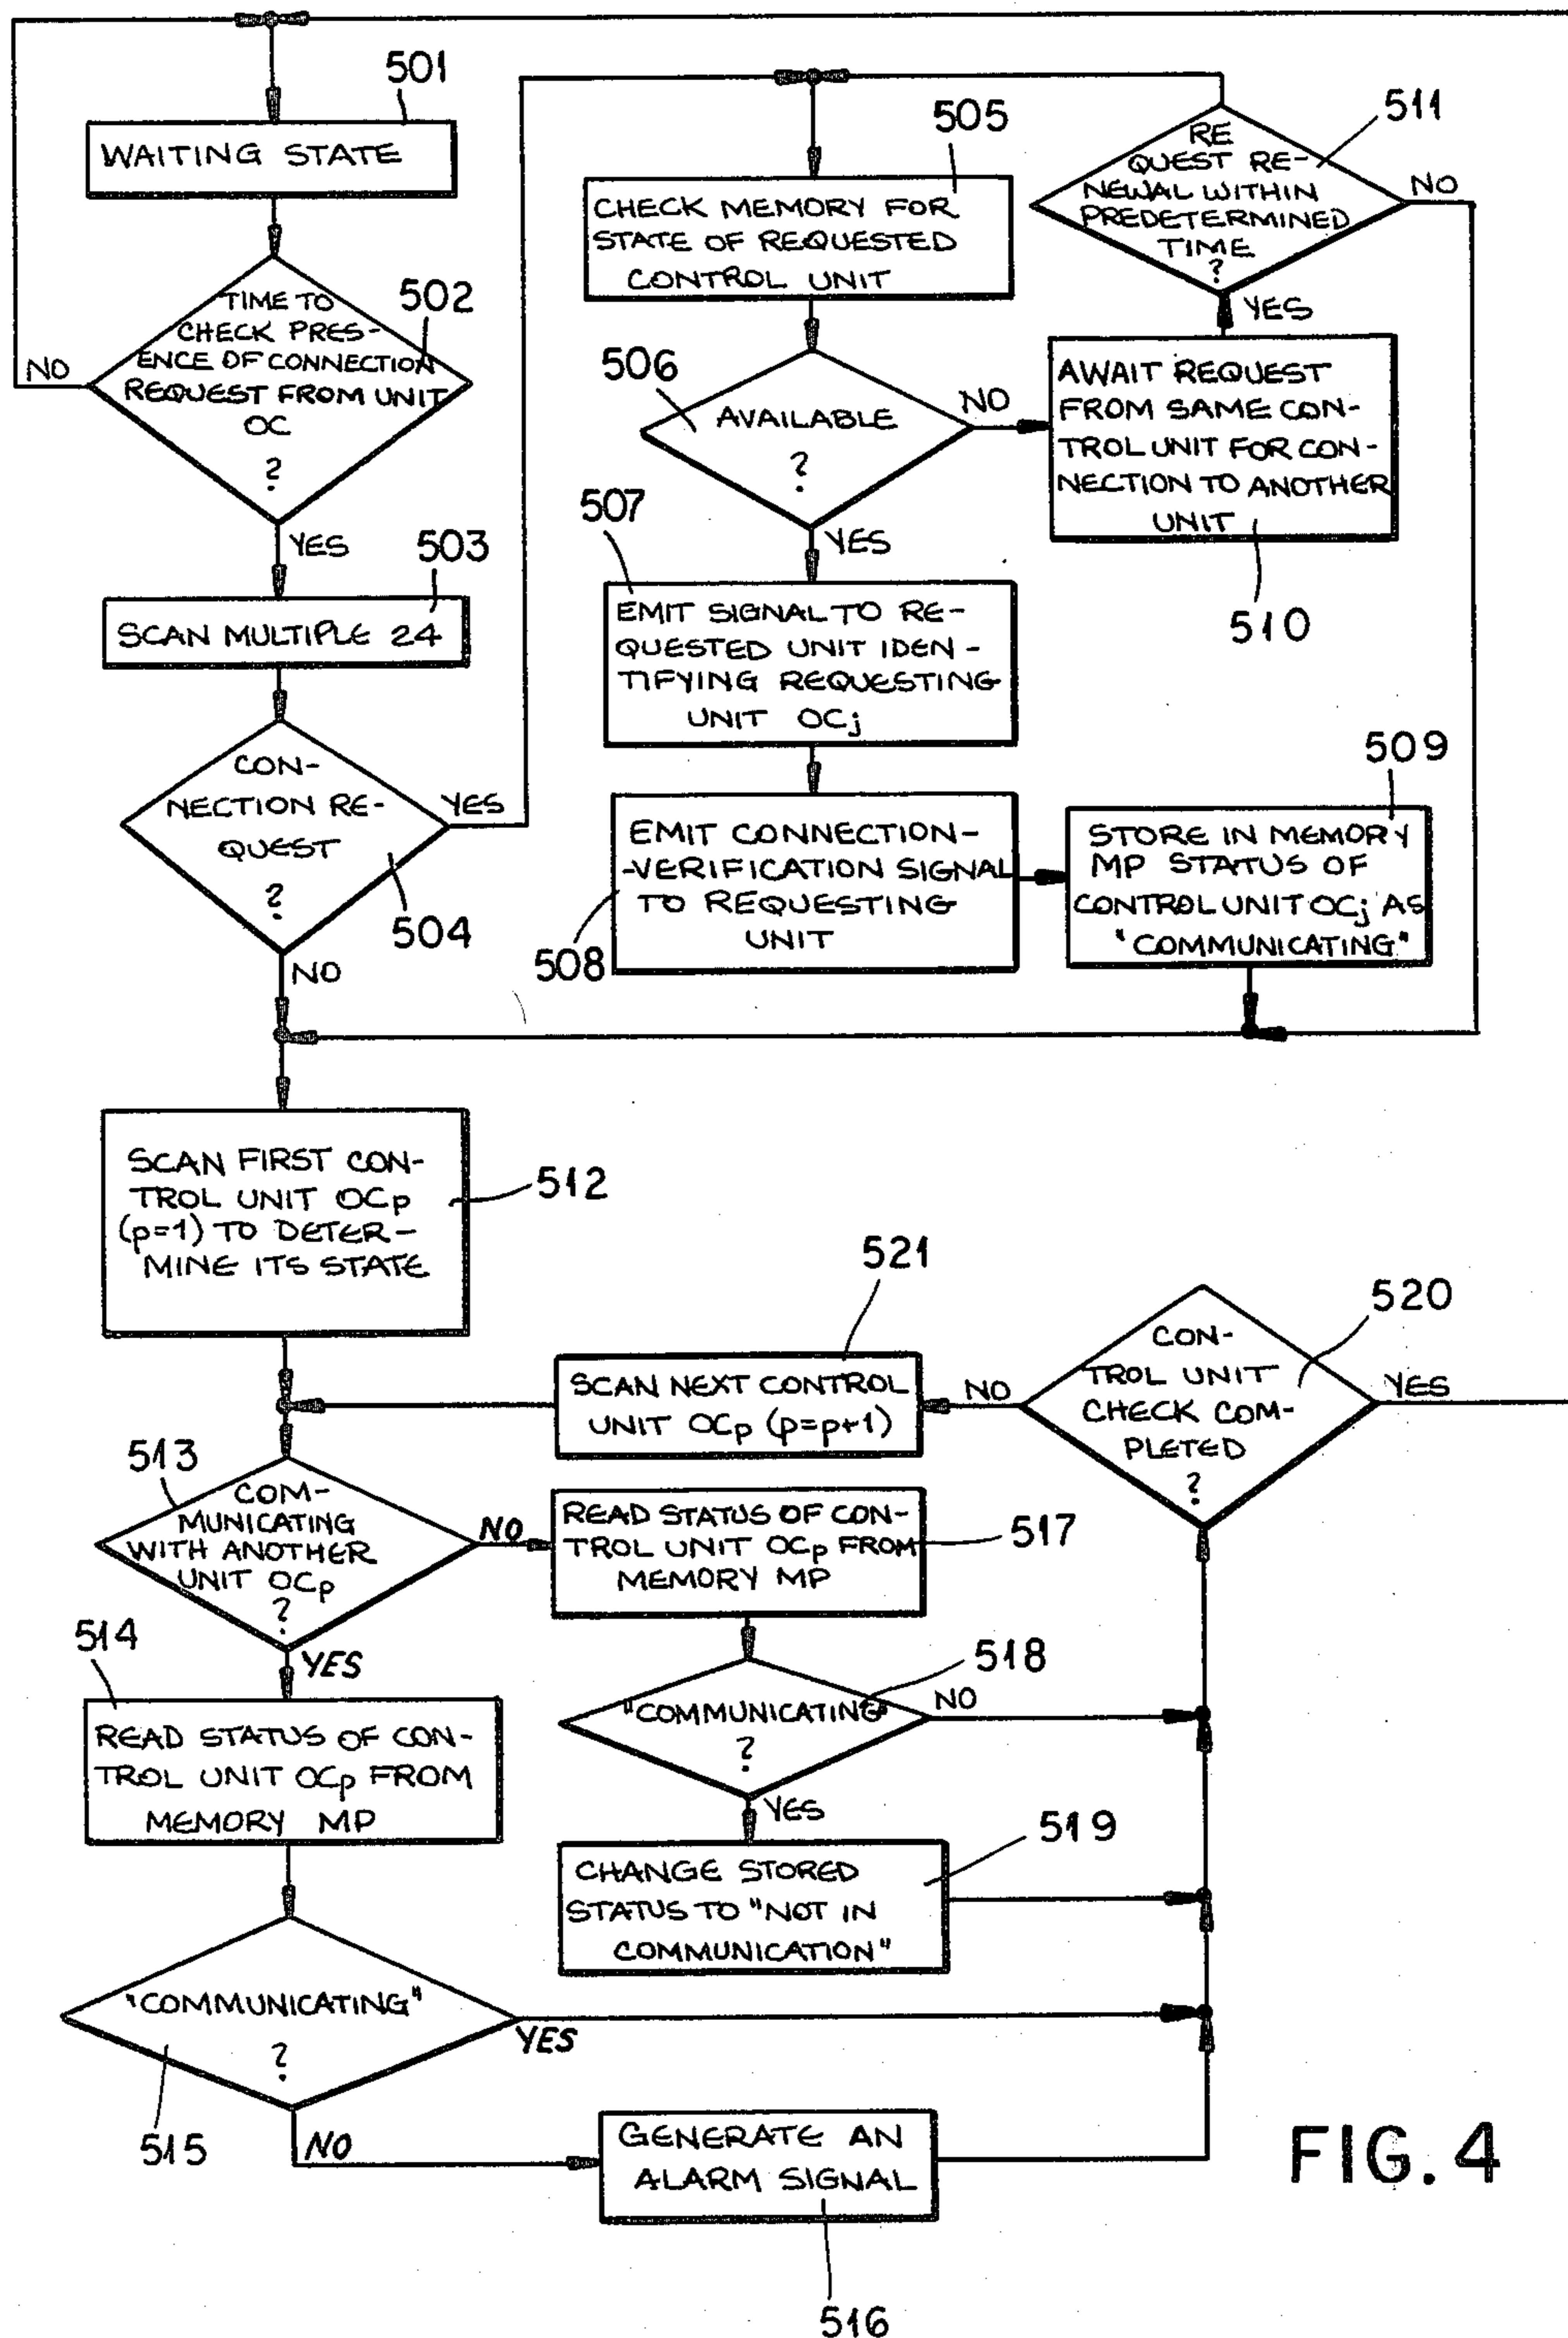 501
WAITING STATE
TIME TO
CHECK PRES-
ENCE OF CONNECTION
REQUEST FROM UNIT
OC
?
502
NO
YES
503
SCAN MULTIPLE 24
CON-
NECTION RE-
QUEST
?
YES
504
NO
505
CHECK MEMORY FOR
STATE OF REQUESTED
CONTROL UNIT
506
AVAILABLE
?
NO
YES
507
EMIT SIGNAL TO RE-
QUESTED UNIT IDEN-
TIFYING REQUESTING
UNIT OCj
508
EMIT CONNECTION-
-VERIFICATION SIGNAL
TO REQUESTING
UNIT
509
STORE IN MEMORY
MP STATUS OF
CONTROL UNIT OCj AS
"COMMUNICATING"
AWAIT REQUEST
FROM SAME CON-
TROL UNIT FOR CON-
NECTION TO ANOTHER
UNIT
510
YES
RE
QUEST RE-
NEWAL WITHIN
PREDETERMINED
TIME
?
511
NO
SCAN FIRST CON-
TROL UNIT OCp
(p=1) TO DETER-
MINE ITS STATE
512
521
SCAN NEXT CONTROL
UNIT OCp (p=p+1)
NO
CON-
TROL UNIT
CHECK COM-
PLETED
?
520
YES
513
COM-
MUNICATING
WITH ANOTHER
UNIT OCp
?
NO
YES
READ STATUS OF CON-
TROL UNIT OCp FROM
MEMORY MP
517
514
READ STATUS OF CON-
TROL UNIT OCp FROM
MEMORY MP
"COMMUNICATING"
?
518
NO
YES
CHANGE STORED
STATUS TO "NOT IN
COMMUNICATION"
519
"COMMUNICATING"
?
YES
515
NO
GENERATE AN
ALARM SIGNAL
516
FIG. 4